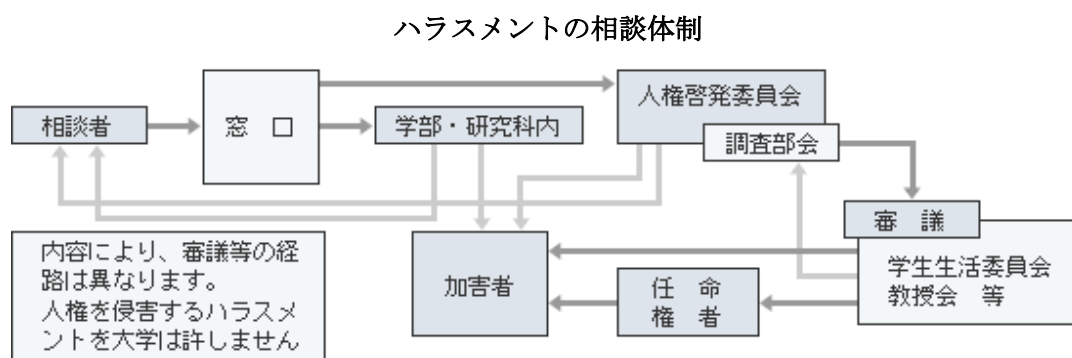 ハラスメントの相談体制
相談者
窓　口
学部・研究科内
人権啓発委員会
調査部会
審　議
学生生活委員会
教授会　等
加害者
任　命
権　者
内容により、審議等の経
路は異なります。
人権を侵害するハラスメ
ントを大学は許しません